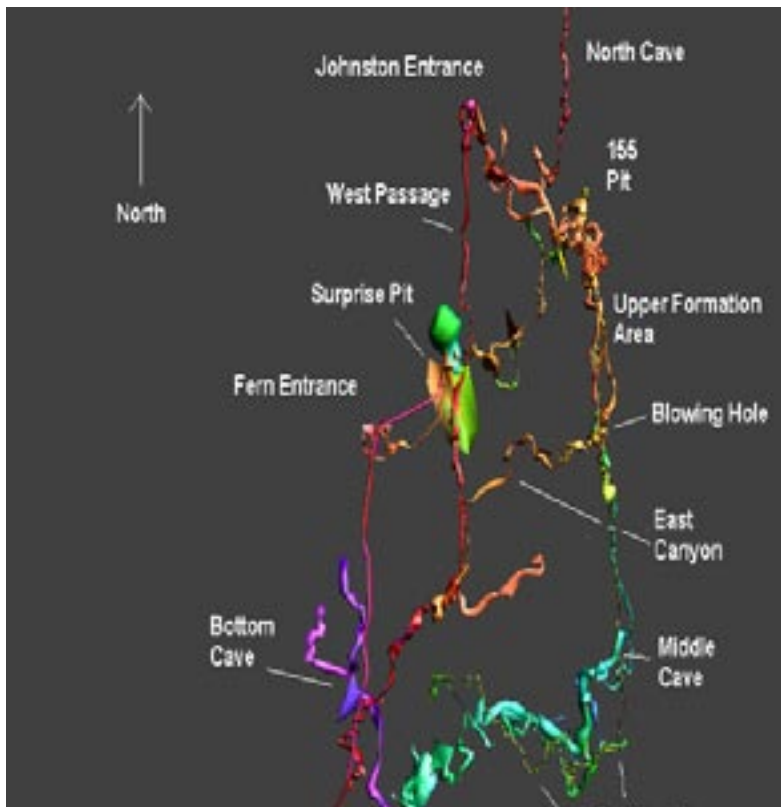 North Cave
Johnston Entrance
155
Pit
West Passage
North
Surprise Pit
Upper Formation
Area
Fern Entrance
Blowing Hole
East
Canyon
Bottom
Cave
Middle
Cave